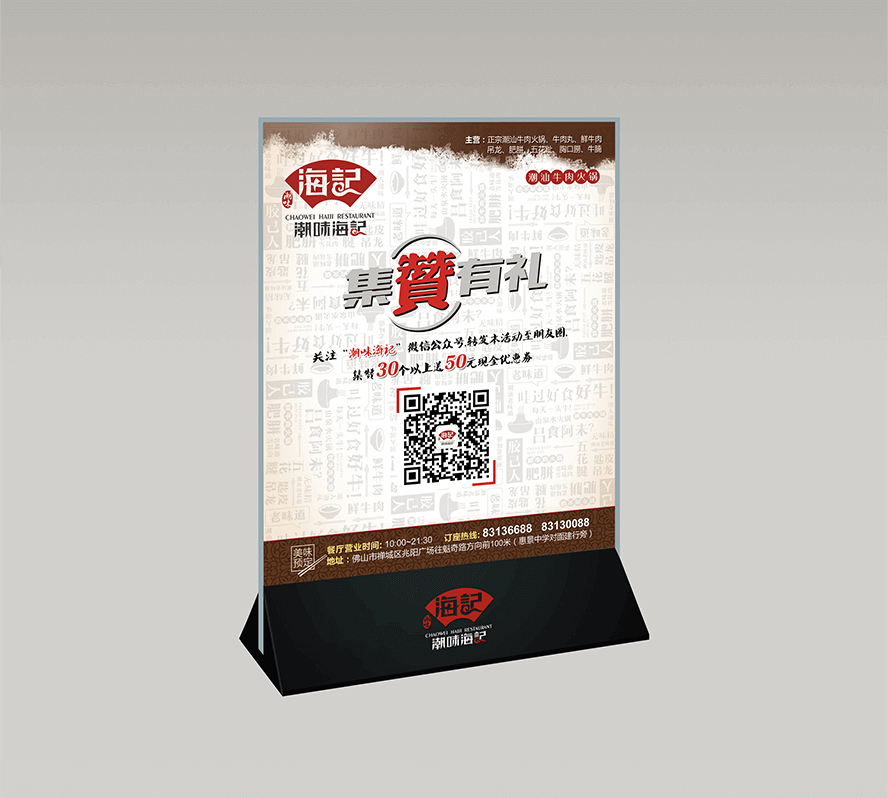 主营：正宗潮汕牛肉火锅、牛肉丸、鲜牛肉
吊龙、肥胼、五花趾、胸口朥、牛腩
潮汕牛肉火锅
海記
潮味
CHAOWEI HAIJI RESTAURANT
潮味海記
集贊有礼
关注“潮味海记”微信公众号,转发本活动至朋友圈,
集赞30个以上送50元现金优惠券
美味
预定
餐厅营业时间: 10:00~21:30 订座热线: 83136688 83130088
地址：佛山市禅城区兆阳广场往魁奇路方向前100米（惠景中学对面建行旁）
海記
潮味
CHAOWEI HAIJI RESTAURANT
潮味海記